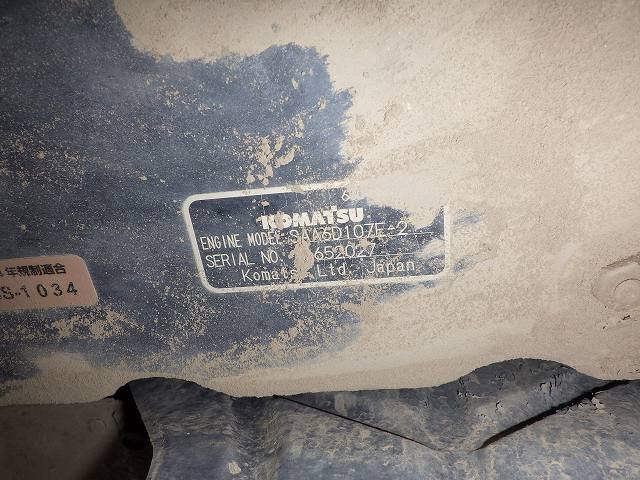 KOMATSU
ENGINE MODEL SAA6D107E-2
SERIAL NO. 652027
Komatsu Ltd. Japan
年規制適合
S-1034